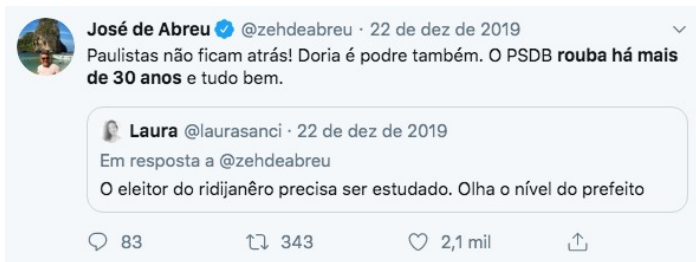 José de Abreu @zehdeabreu · 22 de dez de 2019
Paulistas não ficam atrás! Doria é podre também. O PSDB rouba há mais
de 30 anos e tudo bem.
Laura @laurasanci · 22 de dez de 2019
Em resposta a @zehdeabreu
O eleitor do ridijanêro precisa ser estudado. Olha o nível do prefeito
83 343 2,1 mil